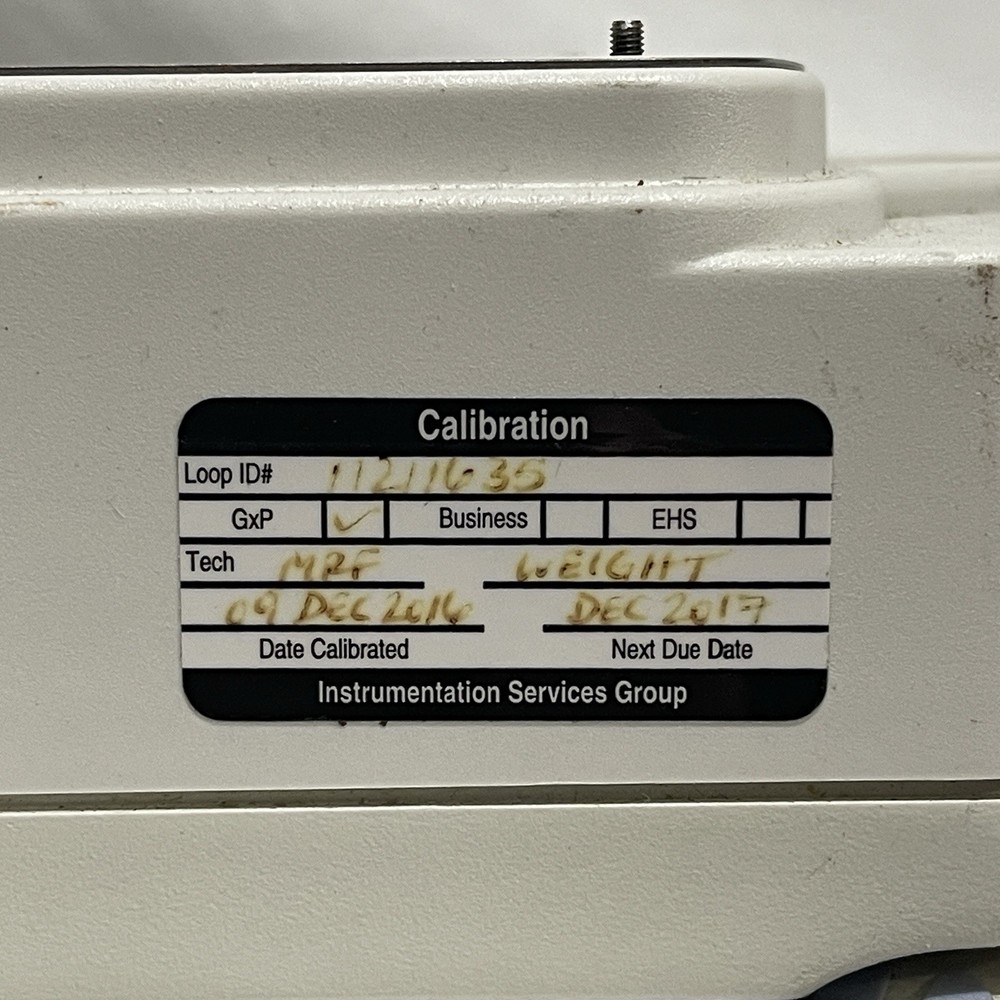 Calibration
Loop ID# 11211635
GxP ✓ Business EHS
Tech MRF WEIGHT
09 DEC 2016 DEC 2017
Date Calibrated Next Due Date
Instrumentation Services Group